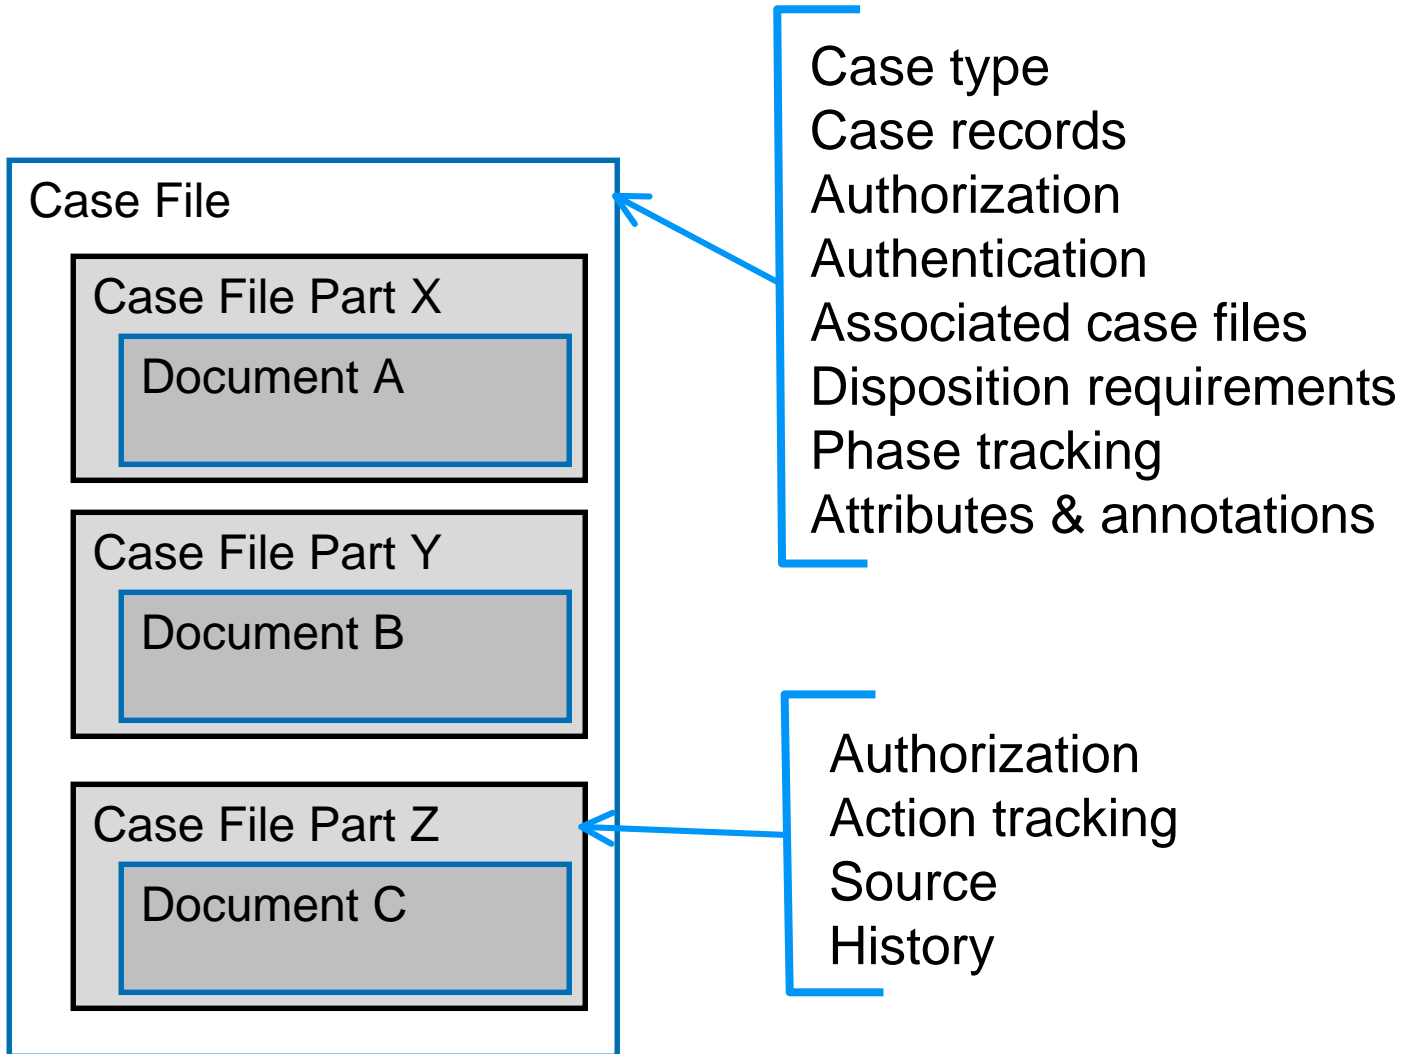 Case File
Case File Part X
Document A
Case File Part Y
Document B
Case File Part Z
Document C
Case type
Case records
Authorization
Authentication
Associated case files
Disposition requirements
Phase tracking
Attributes & annotations
Authorization
Action tracking
Source
History